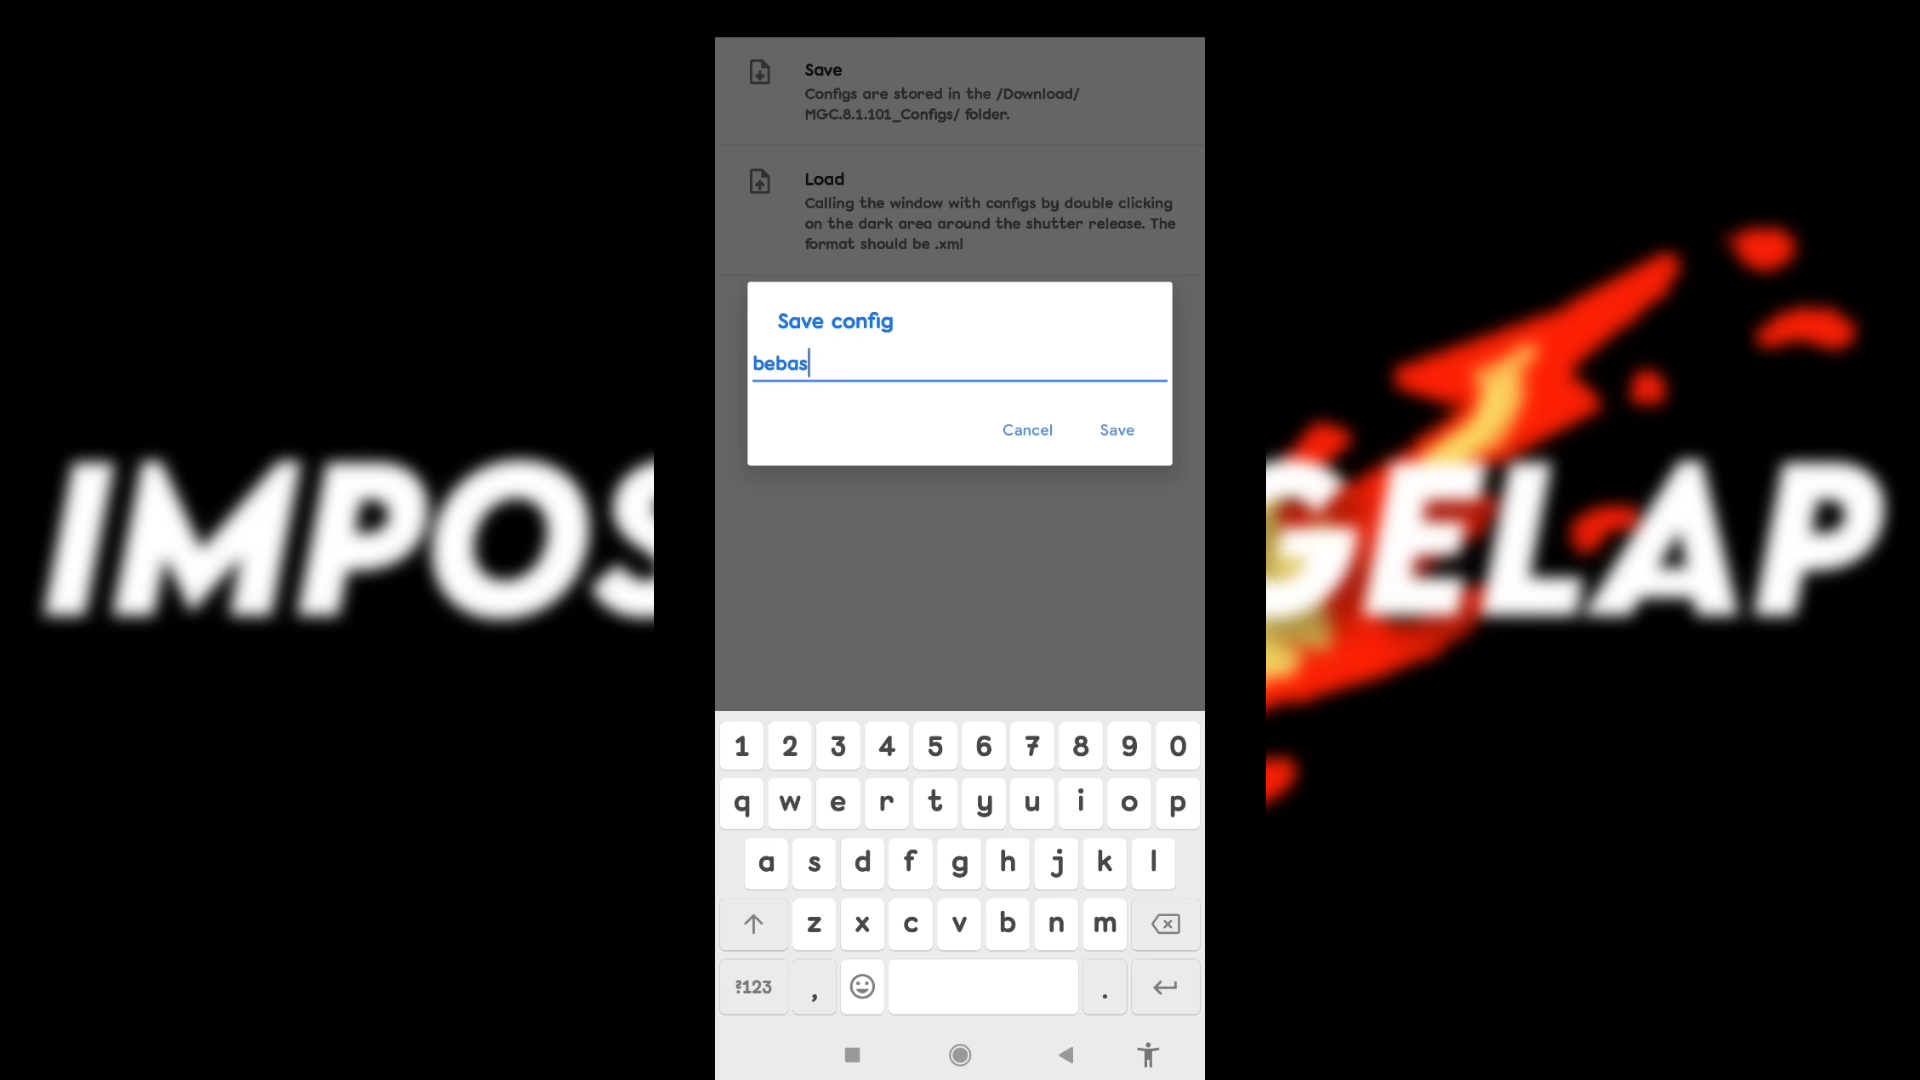 Save
Configs are stored in the /Download/
MGC.8.1.101_Configs/ folder.
Load
Calling the window with configs by double clicking
on the dark area around the shutter release. The
format should be .xml
Save config
bebas
Cancel Save
IMPOS GELAP
1 2 3 4 5 6 7 8 9 0
q w e r t y u i o p
a s d f g h j k l
z x c v b n m
?123 , .